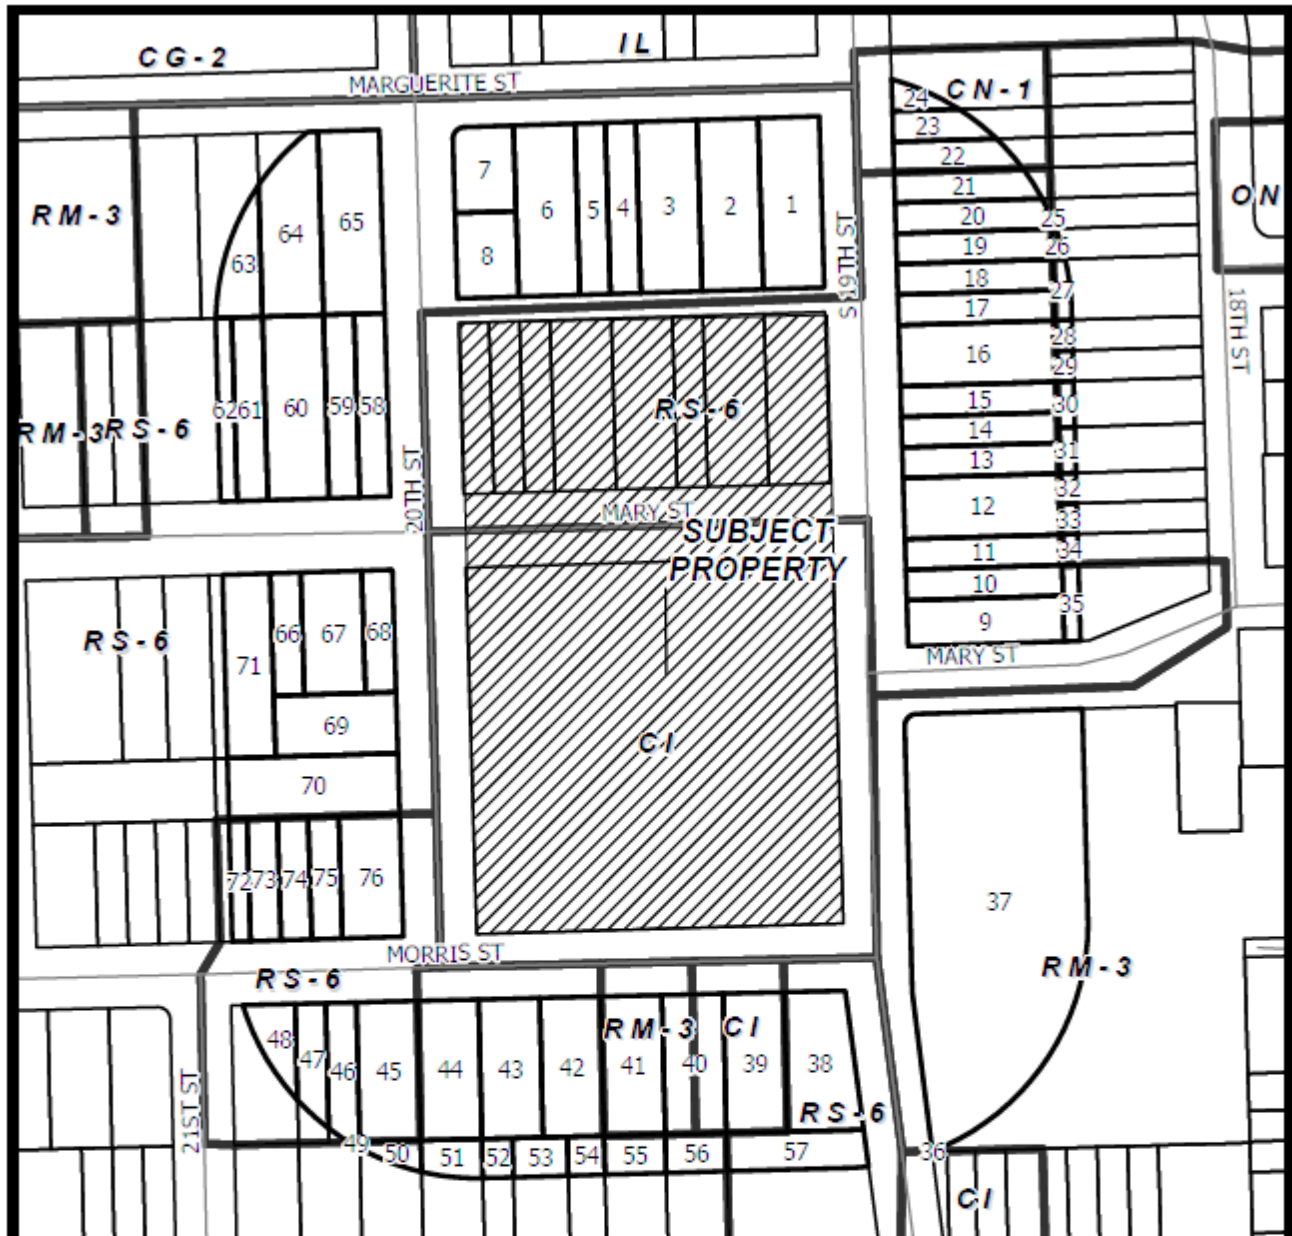 CG-2
IL
MARGUERITE ST
CN-1
24
23
22
21
20
19
18
17
16
15
14
13
12
11
10
9
25
26
27
28
29
30
31
32
33
34
35
ON
18TH ST
S 19TH ST
7
8
6
5
4
3
2
1
RM-3
63
64
65
RM-3
RS-6
62
61
60
59
58
20TH ST
RS-6
MARY ST
SUBJECT
PROPERTY
CI
MARY ST
RS-6
71
66
67
68
69
70
72
73
74
75
76
MORRIS ST
37
RM-3
RS-6
48
47
46
45
44
43
42
RM-3
41
40
CI
39
38
RS-6
21ST ST
49
50
51
52
53
54
55
56
57
36
CI